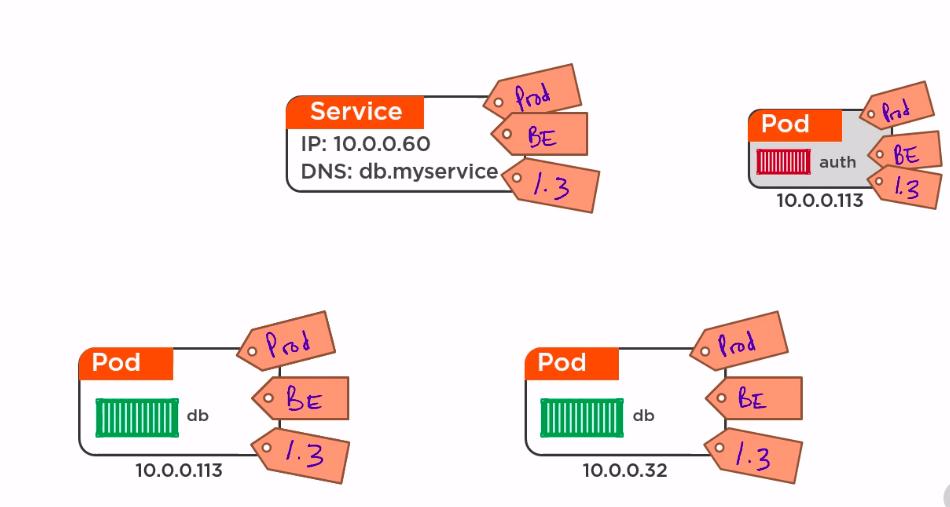 Service
IP: 10.0.0.60
DNS: db.myservice
Prod
BE
1.3
Pod
auth
10.0.0.113
Prod
BE
1.3
Pod
db
10.0.0.113
Prod
BE
1.3
Pod
db
10.0.0.32
Prod
BE
1.3